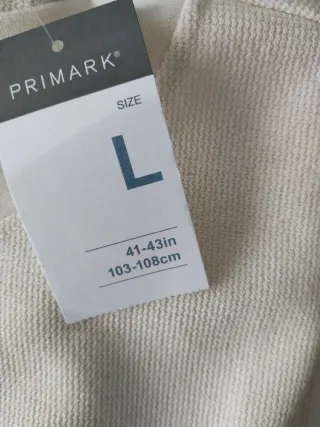 PRIMARK®
SIZE
L
41-43in
103-108cm